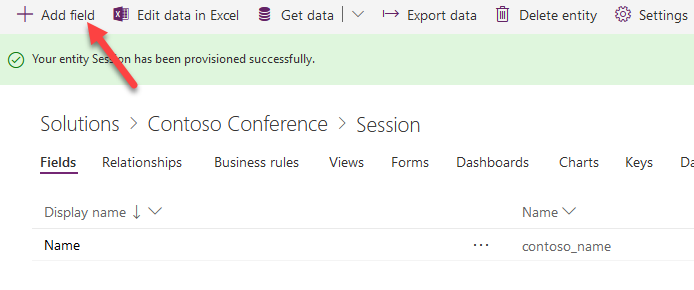 Add field Edit data in Excel Get data Export data Delete entity Settings
Your entity Session has been provisioned successfully.
Solutions > Contoso Conference > Session
Fields Relationships Business rules Views Forms Dashboards Charts Keys Da
Display name Name
Name ... contoso_name